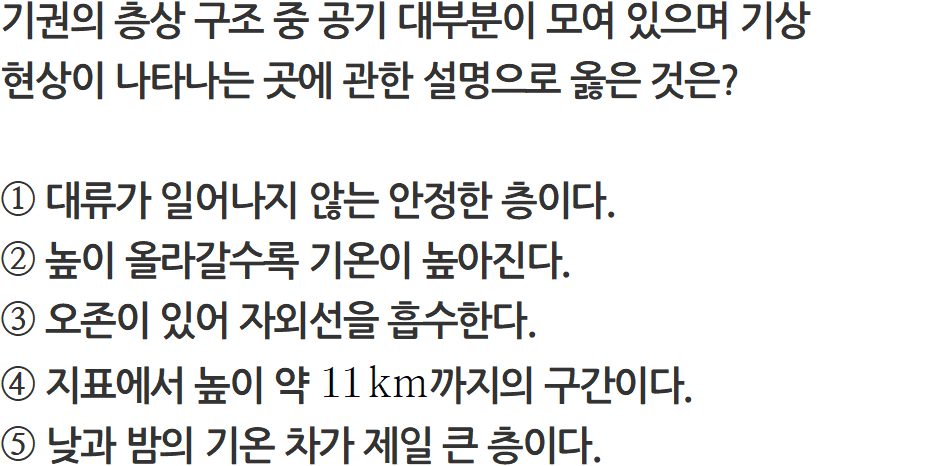 기권의 층상 구조 중 공기 대부분이 모여 있으며 기상
현상이 나타나는 곳에 관한 설명으로 옳은 것은?
① 대류가 일어나지 않는 안정한 층이다.
② 높이 올라갈수록 기온이 높아진다.
③ 오존이 있어 자외선을 흡수한다.
④ 지표에서 높이 약 11km까지의 구간이다.
⑤ 낮과 밤의 기온 차가 제일 큰 층이다.